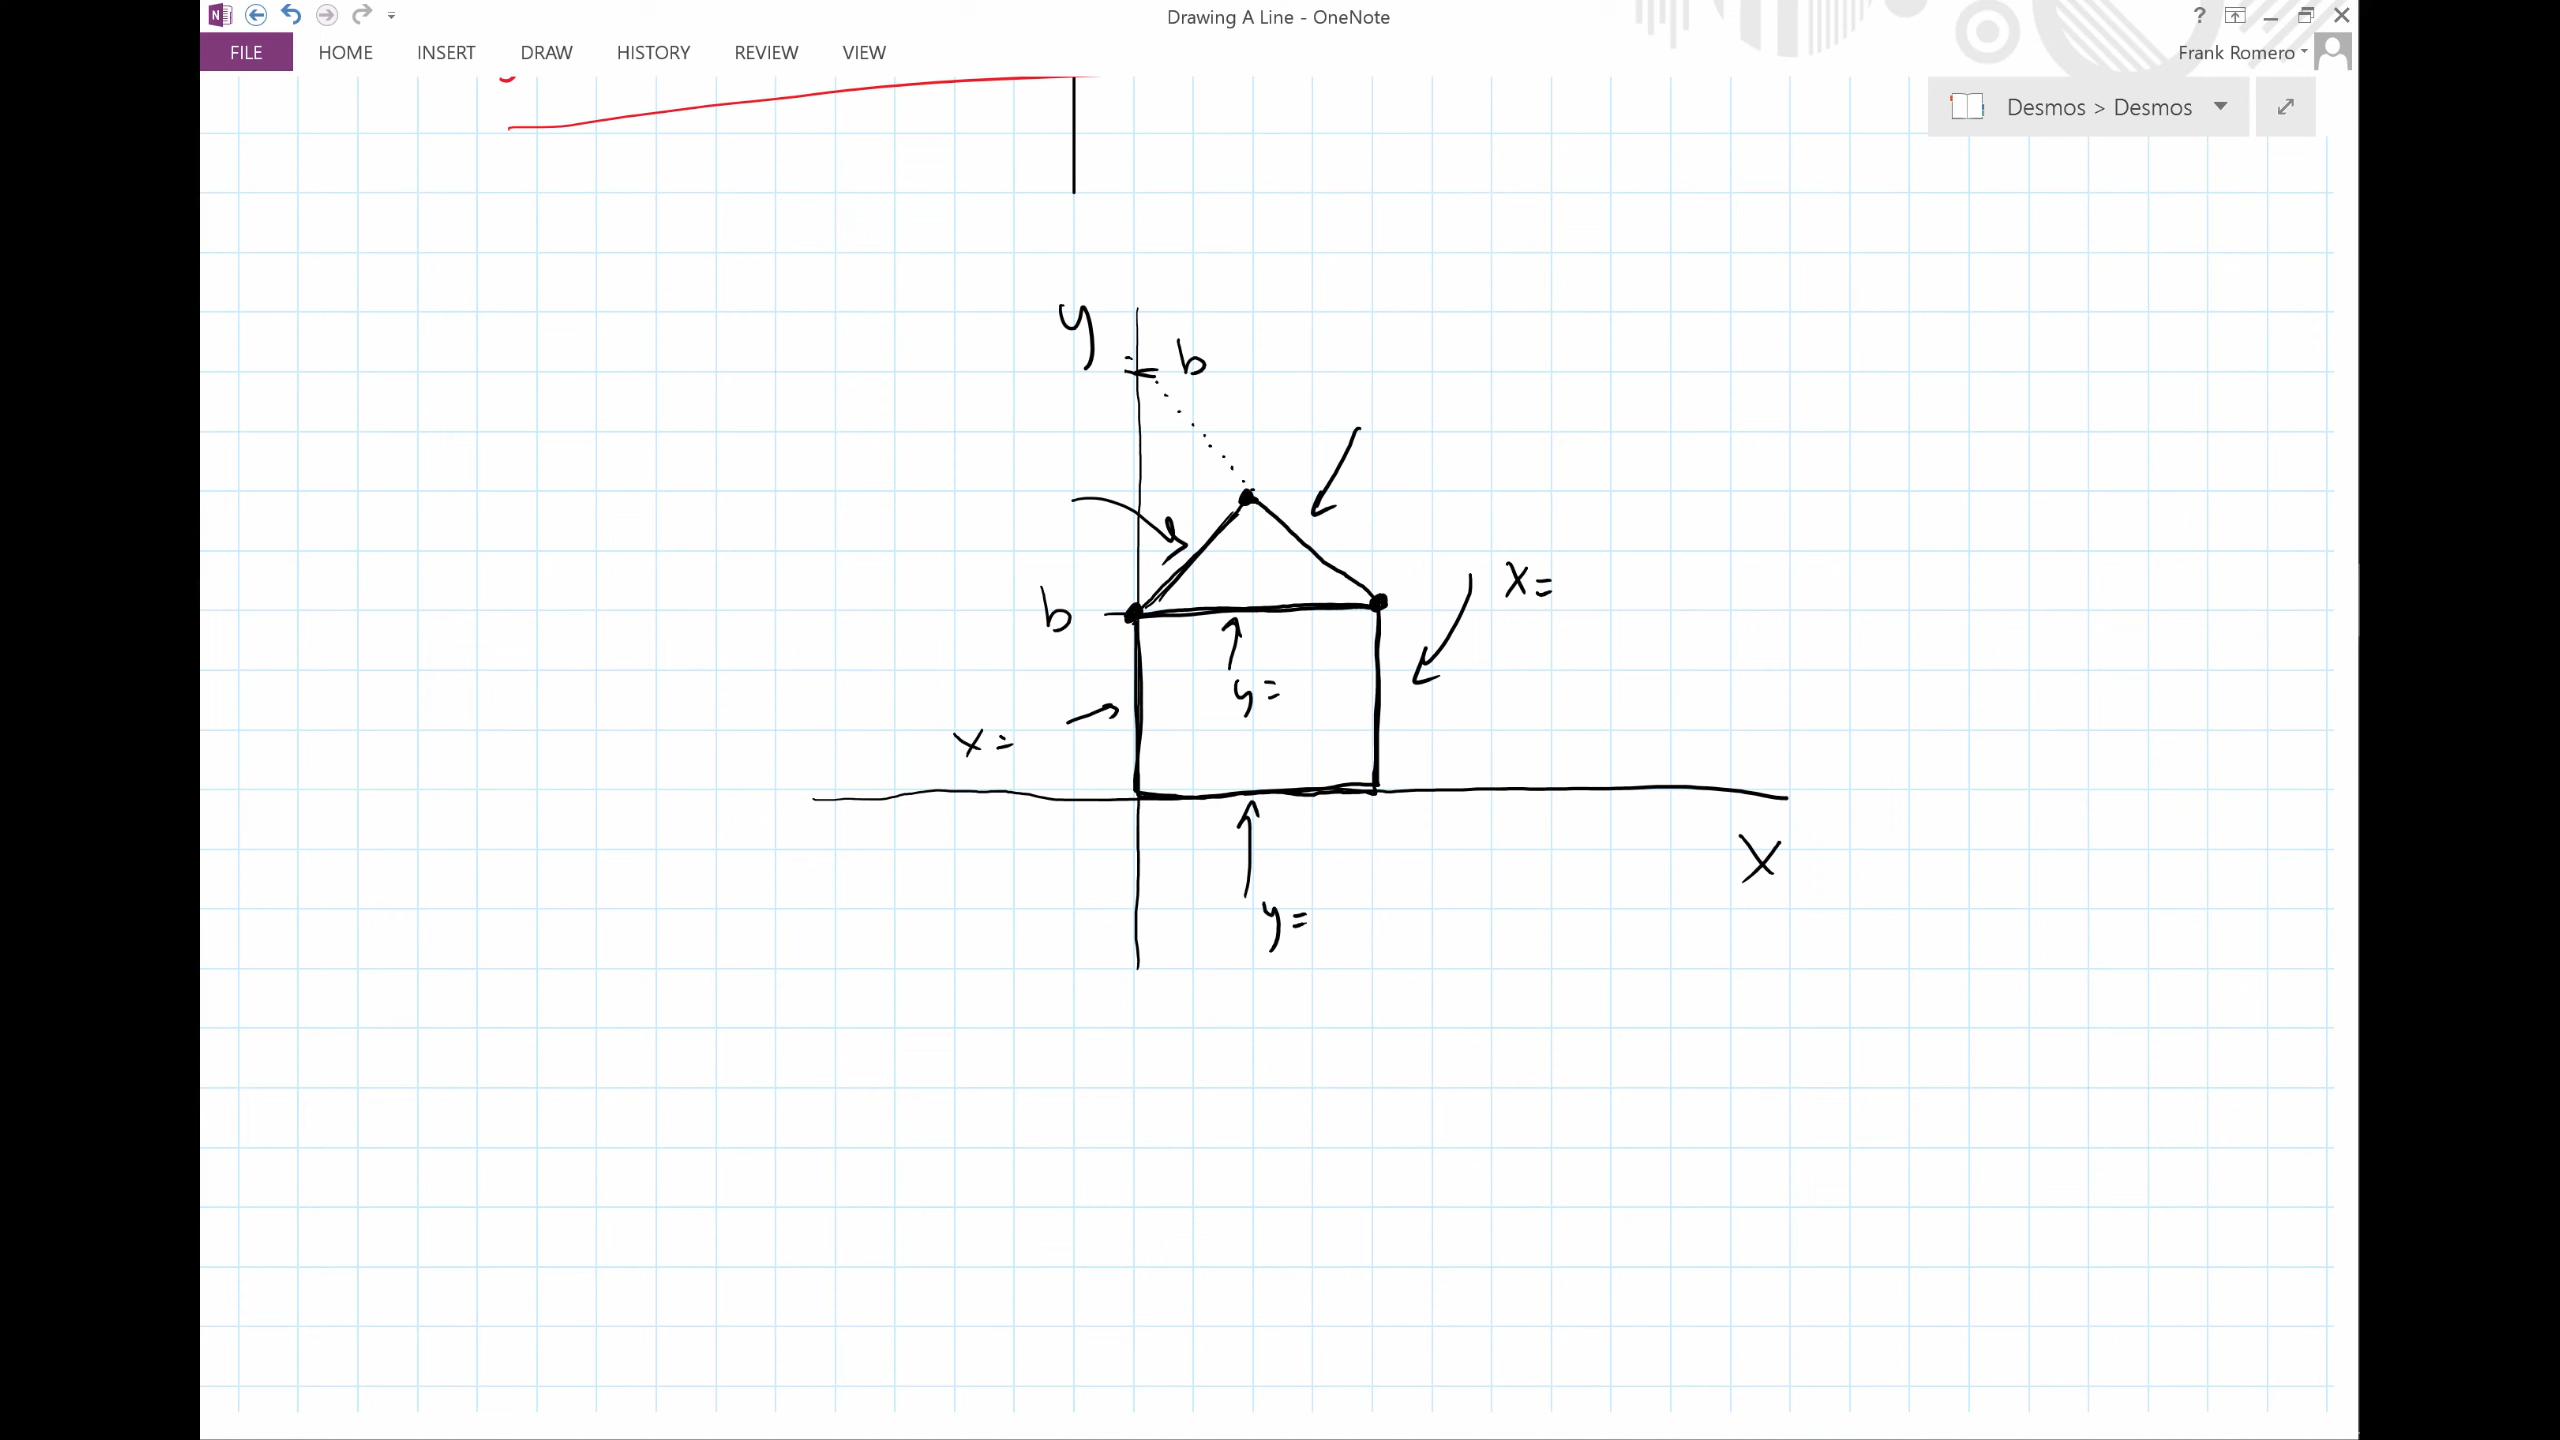 Drawing A Line - OneNote
?
FILE HOME INSERT DRAW HISTORY REVIEW VIEW
Frank Romero
Desmos > Desmos
y
b
x=
b
y=
x=
x
y=